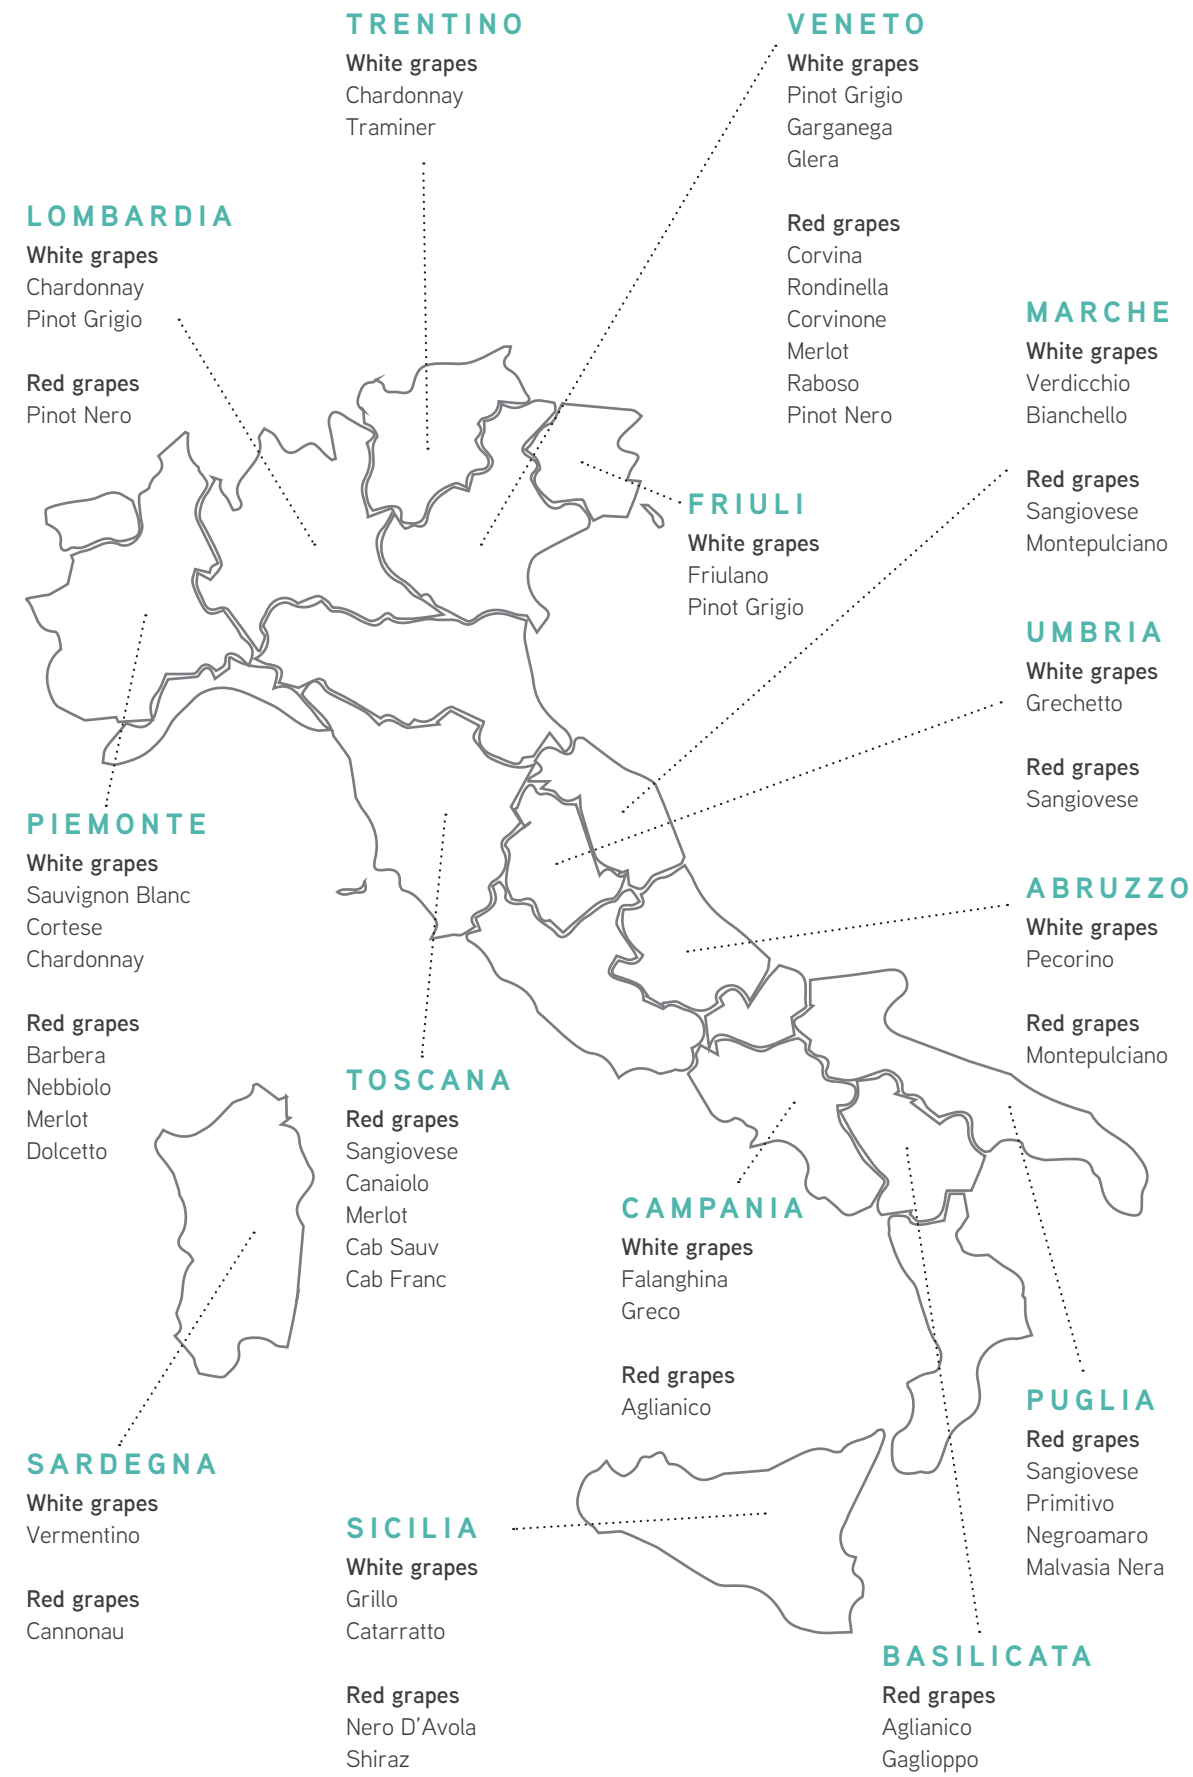 TRENTINO
White grapes
Chardonnay
Traminer
VENETO
White grapes
Pinot Grigio
Garganega
Glera
Red grapes
Corvina
Rondinella
Corvinone
Merlot
Raboso
Pinot Nero
LOMBARDIA
White grapes
Chardonnay
Pinot Grigio
Red grapes
Pinot Nero
MARCHE
White grapes
Verdicchio
Bianchello
Red grapes
Sangiovese
Montepulciano
FRIULI
White grapes
Friulano
Pinot Grigio
UMBRIA
White grapes
Grechetto
Red grapes
Sangiovese
PIEMONTE
White grapes
Sauvignon Blanc
Cortese
Chardonnay
Red grapes
Barbera
Nebbiolo
Merlot
Dolcetto
ABRUZZO
White grapes
Pecorino
Red grapes
Montepulciano
TOSCANA
Red grapes
Sangiovese
Canaiolo
Merlot
Cab Sauv
Cab Franc
CAMPANIA
White grapes
Falanghina
Greco
Red grapes
Aglianico
PUGLIA
Red grapes
Sangiovese
Primitivo
Negroamaro
Malvasia Nera
SARDEGNA
White grapes
Vermentino
Red grapes
Cannonau
SICILIA
White grapes
Grillo
Catarratto
Red grapes
Nero D'Avola
Shiraz
BASILICATA
Red grapes
Aglianico
Gaglioppo